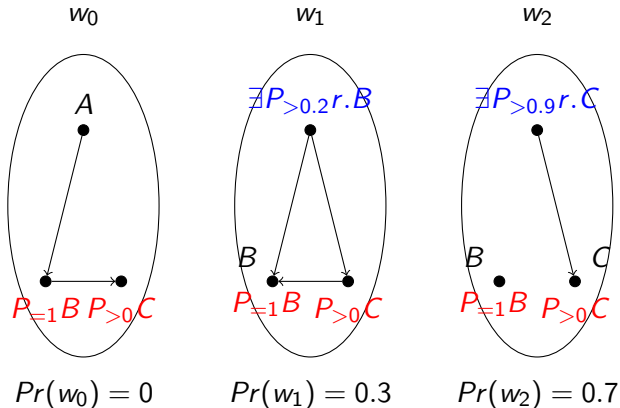 w₀ w₁ w₂
A ∃P>0.2r.B ∃P>0.9r.C
B B C
P=1B P>0C P=1B P>0C P=1B P>0C
Pr(w₀) = 0 Pr(w₁) = 0.3 Pr(w₂) = 0.7